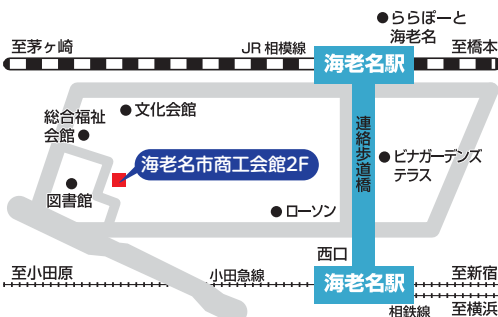 ららぽーと
海老名
至茅ヶ崎
JR相模線
海老名駅
至橋本
総合福祉
会館
文化会館
海老名市商工会館2F
連絡歩道橋
ビナガーデンズ
テラス
図書館
ローソン
西口
至小田原
小田急線
海老名駅
至新宿
相鉄線
至横浜